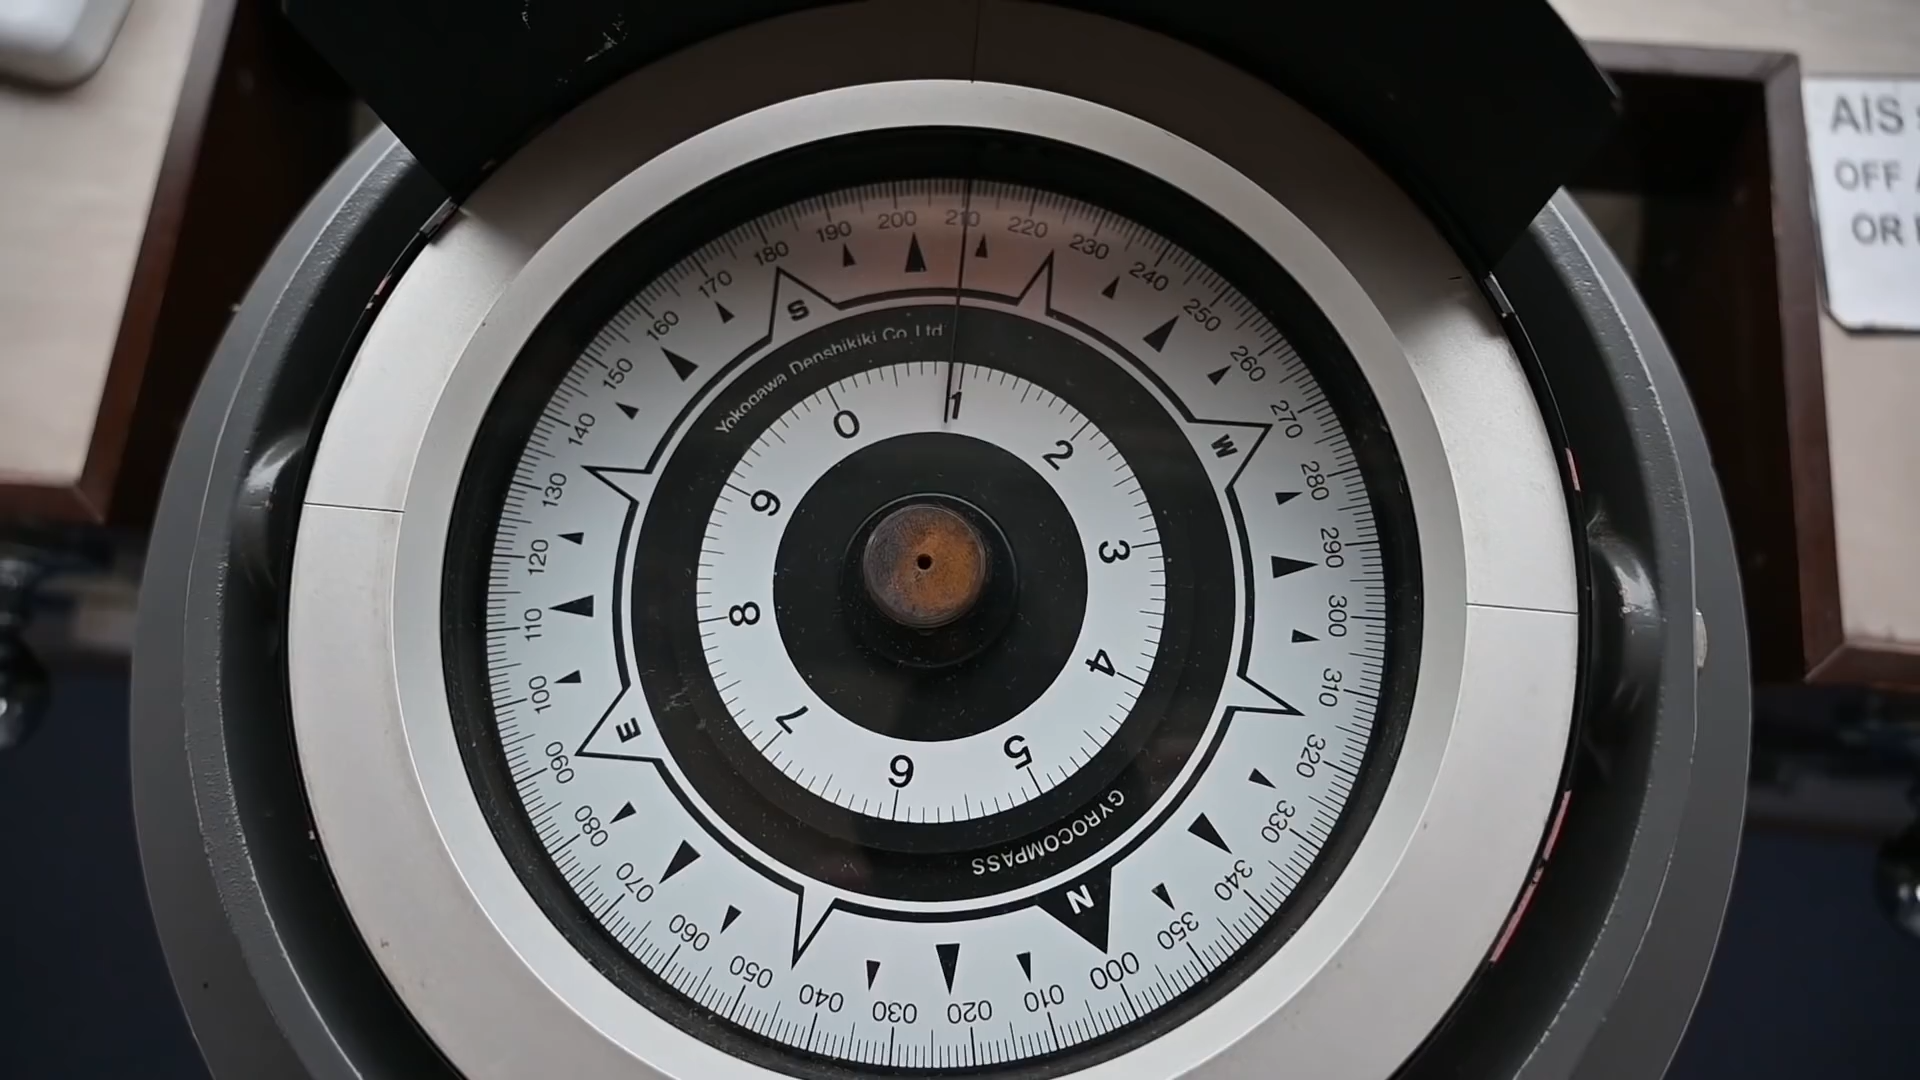 AIS
OFF
OR
190 200 210 220 230 240 250 260 270 280 290 300 310 320 330 340 350 000 010 020 030 040 050 060 070 080 090 100 110 120 130 140 150 160 170 180
S
W
N
E
Yokogawa Denshikiki Co., Ltd.
GYROCOMPASS
0 1 2 3 4 5 6 7 8 9